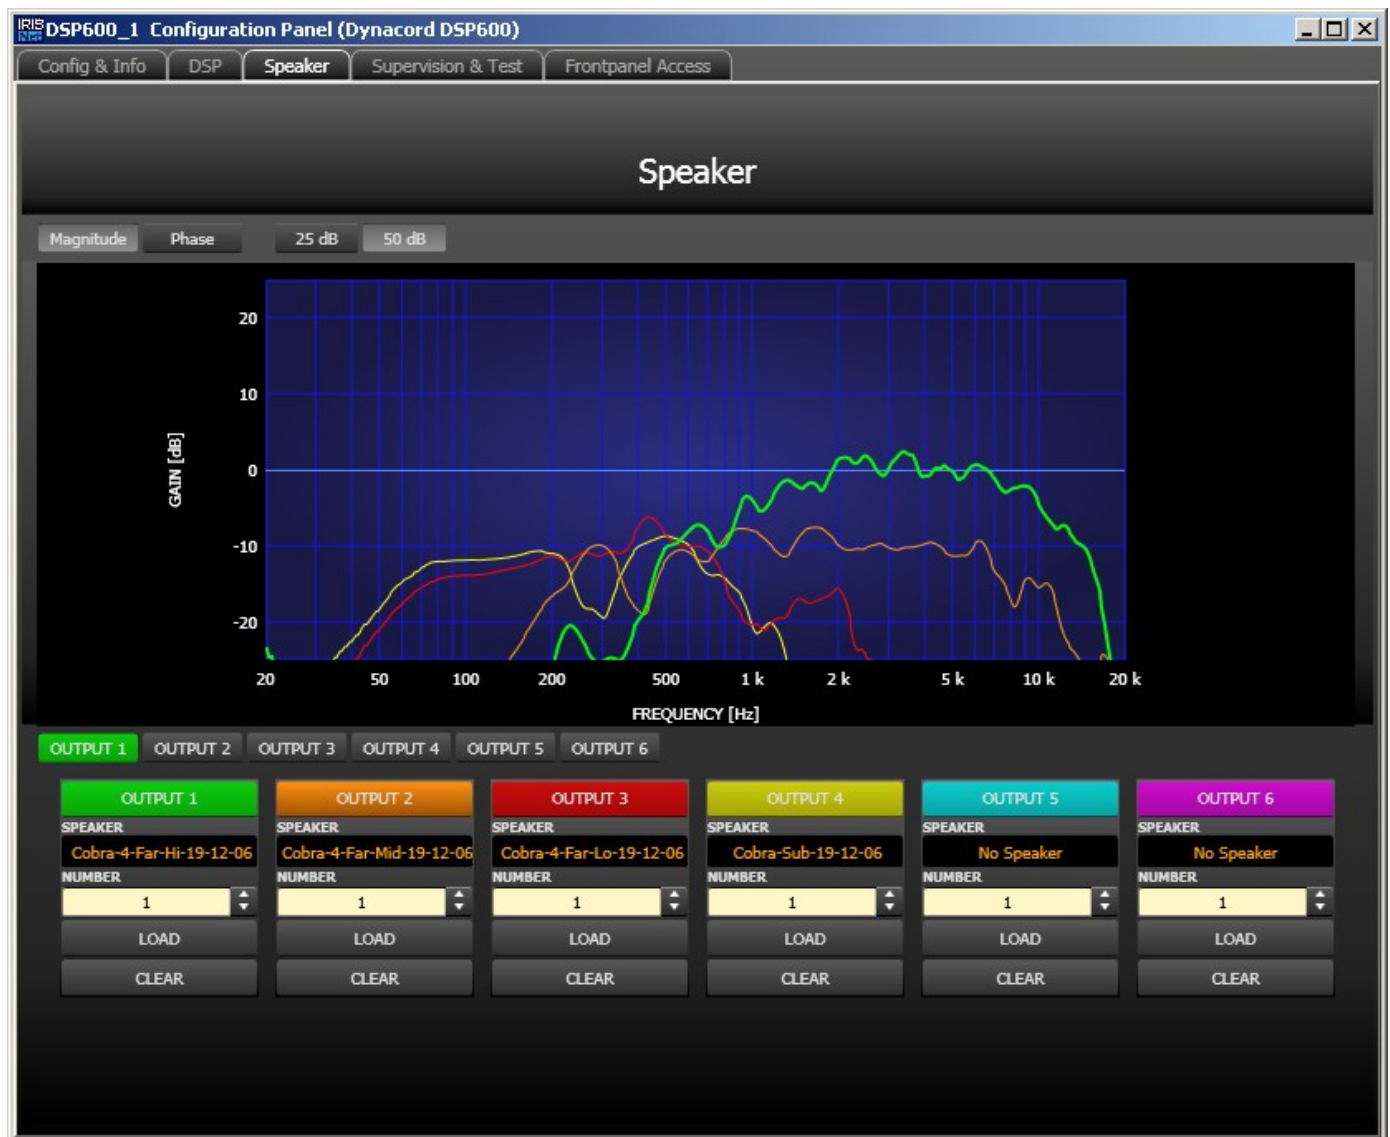 IRIS Net DSP600_1 Configuration Panel (Dynacord DSP600)
Config & Info DSP Speaker Supervision & Test Frontpanel Access
Speaker
Magnitude Phase 25 dB 50 dB
20
10
0
-10
-20
GAIN [dB]
20 50 100 200 500 1 k 2 k 5 k 10 k 20 k
FREQUENCY [Hz]
OUTPUT 1 OUTPUT 2 OUTPUT 3 OUTPUT 4 OUTPUT 5 OUTPUT 6
OUTPUT 1 OUTPUT 2 OUTPUT 3 OUTPUT 4 OUTPUT 5 OUTPUT 6
SPEAKER SPEAKER SPEAKER SPEAKER SPEAKER SPEAKER
Cobra-4-Far-Hi-19-12-06 Cobra-4-Far-Mid-19-12-06 Cobra-4-Far-Lo-19-12-06 Cobra-Sub-19-12-06 No Speaker No Speaker
NUMBER NUMBER NUMBER NUMBER NUMBER NUMBER
1 1 1 1 1 1
LOAD LOAD LOAD LOAD LOAD LOAD
CLEAR CLEAR CLEAR CLEAR CLEAR CLEAR